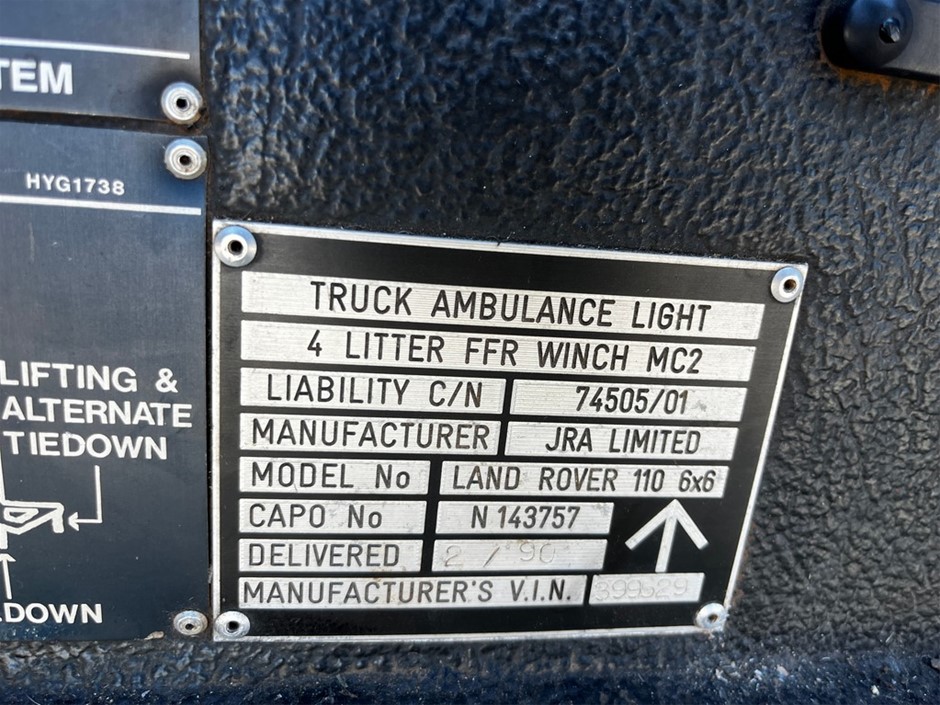 TEM
HYG1738
LIFTING &
ALTERNATE
TIEDOWN
DOWN
TRUCK AMBULANCE LIGHT
4 LITTER FFR WINCH MC2
LIABILITY C/N 74505/01
MANUFACTURER JRA LIMITED
MODEL No LAND ROVER 110 6x6
CAPO No N 143757
DELIVERED 2 / 90
MANUFACTURER'S V.I.N.